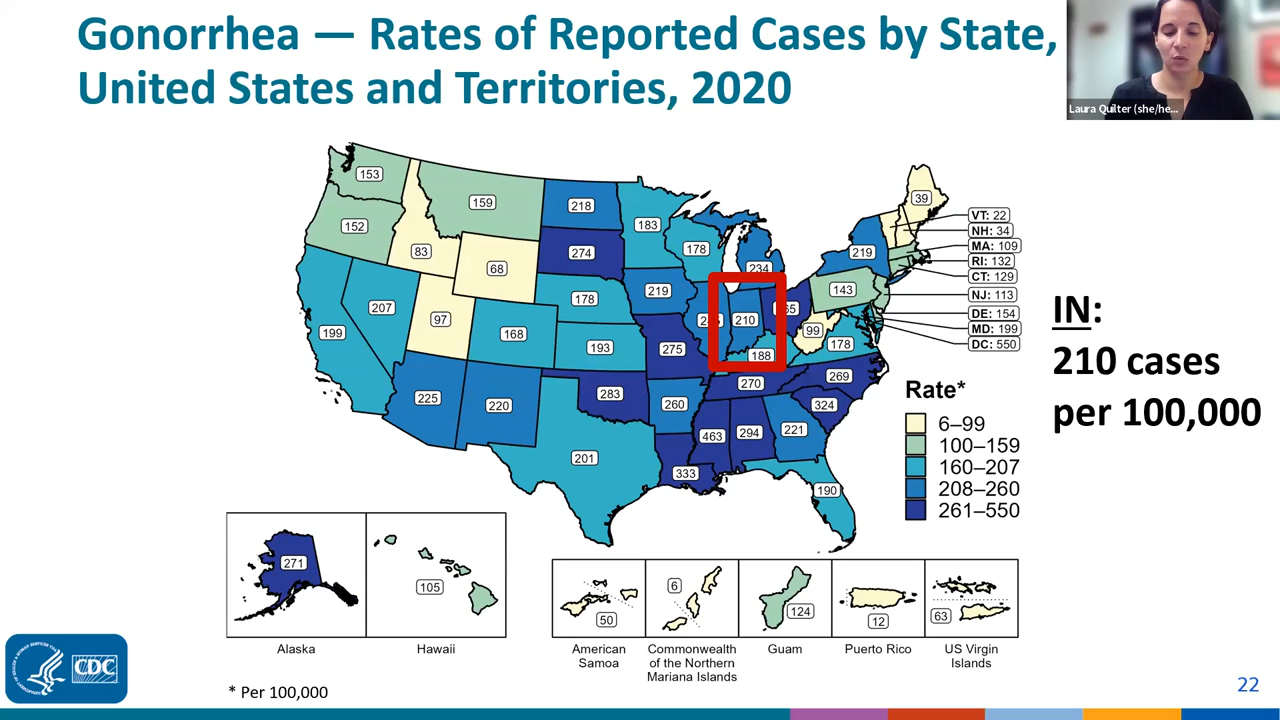 Gonorrhea — Rates of Reported Cases by State,
United States and Territories, 2020
Laura Quilter (she/he...
153
159
152
83
68
97
207
199
168
225
220
218
274
178
193
283
201
183
219
275
260
333
178
234
210
188
270
463
294
221
190
324
269
178
99
143
219
39
VT: 22
NH: 34
MA: 109
RI: 132
CT: 129
NJ: 113
DE: 154
MD: 199
DC: 550
IN:
210 cases
per 100,000
Rate*
6–99
100–159
160–207
208–260
261–550
271
105
50
6
124
12
63
Alaska
Hawaii
American
Samoa
Commonwealth
of the Northern
Mariana Islands
Guam
Puerto Rico
US Virgin
Islands
CDC
* Per 100,000
22